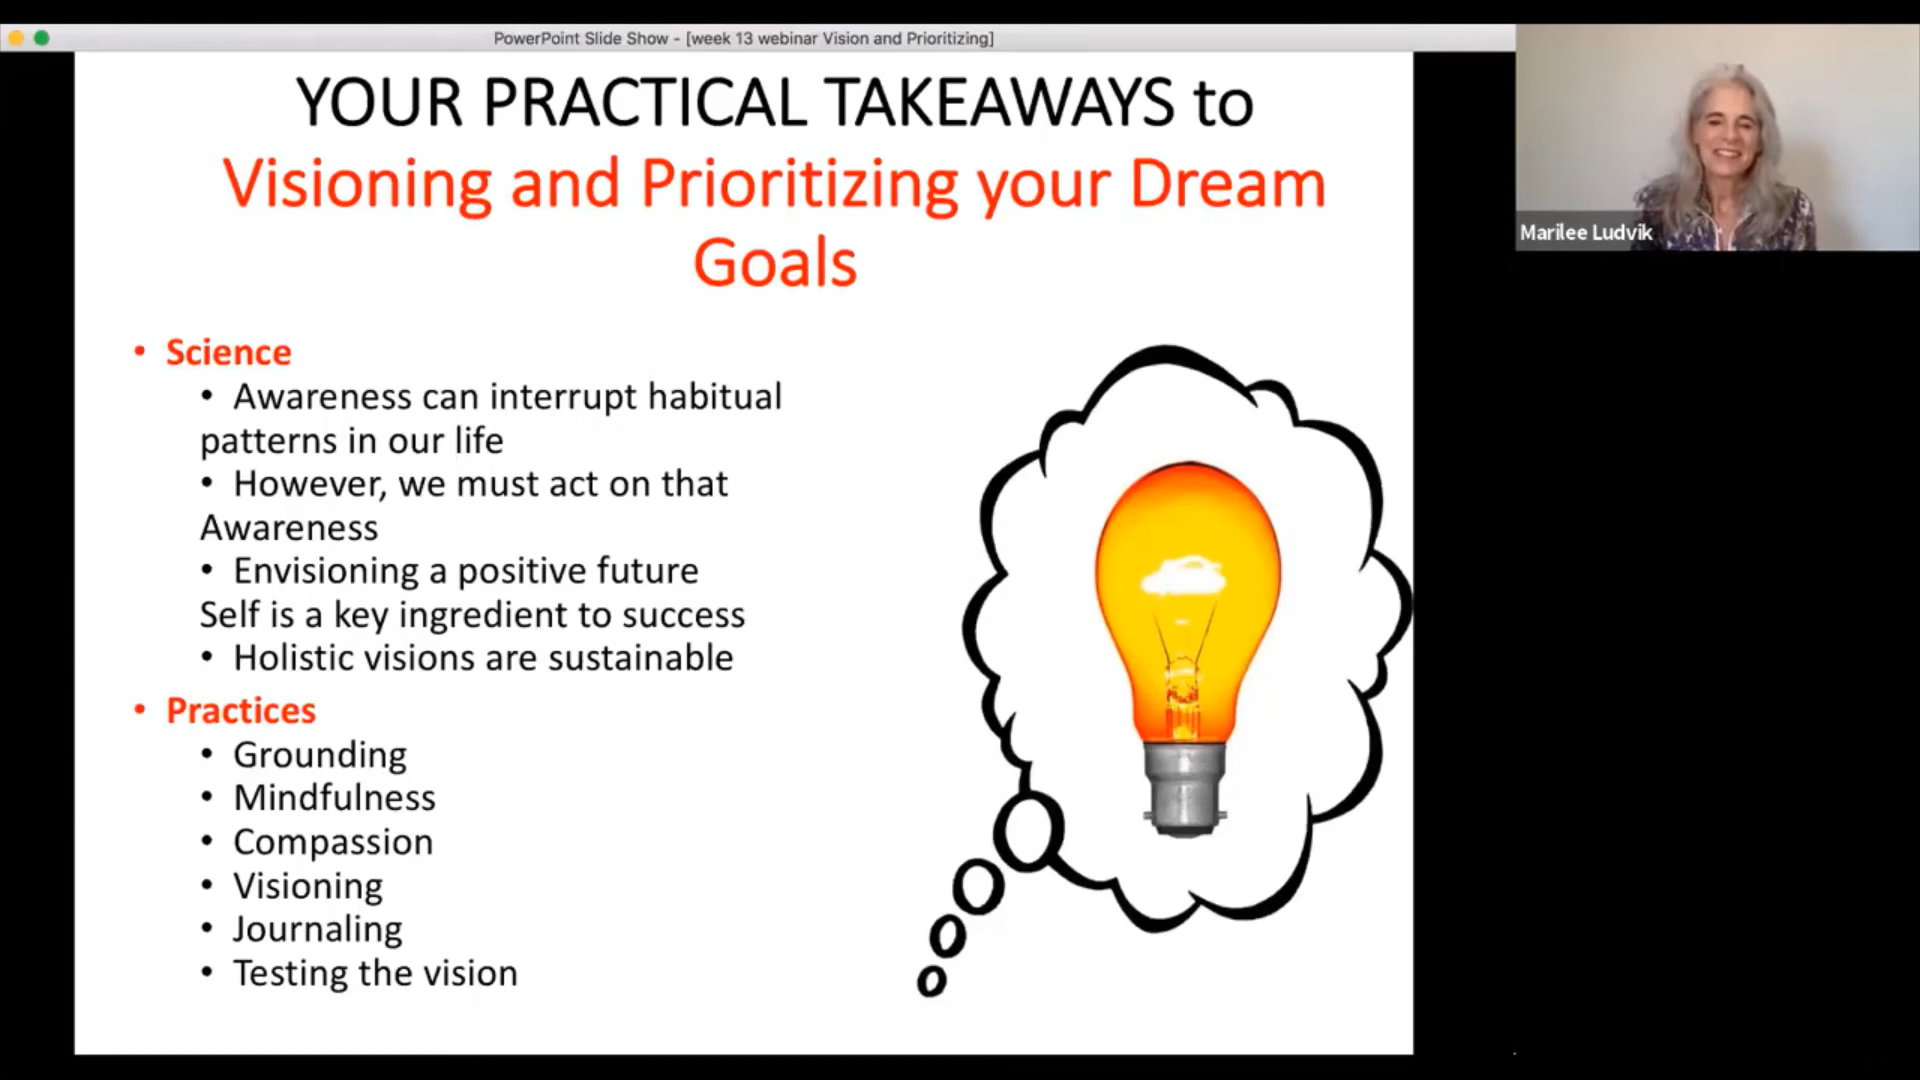 PowerPoint Slide Show - [week 13 webinar Vision and Prioritizing]
YOUR PRACTICAL TAKEAWAYS to
Visioning and Prioritizing your Dream
Goals
Marilee Ludvik
• Science
• Awareness can interrupt habitual
patterns in our life
• However, we must act on that
Awareness
• Envisioning a positive future
Self is a key ingredient to success
• Holistic visions are sustainable
• Practices
• Grounding
• Mindfulness
• Compassion
• Visioning
• Journaling
• Testing the vision